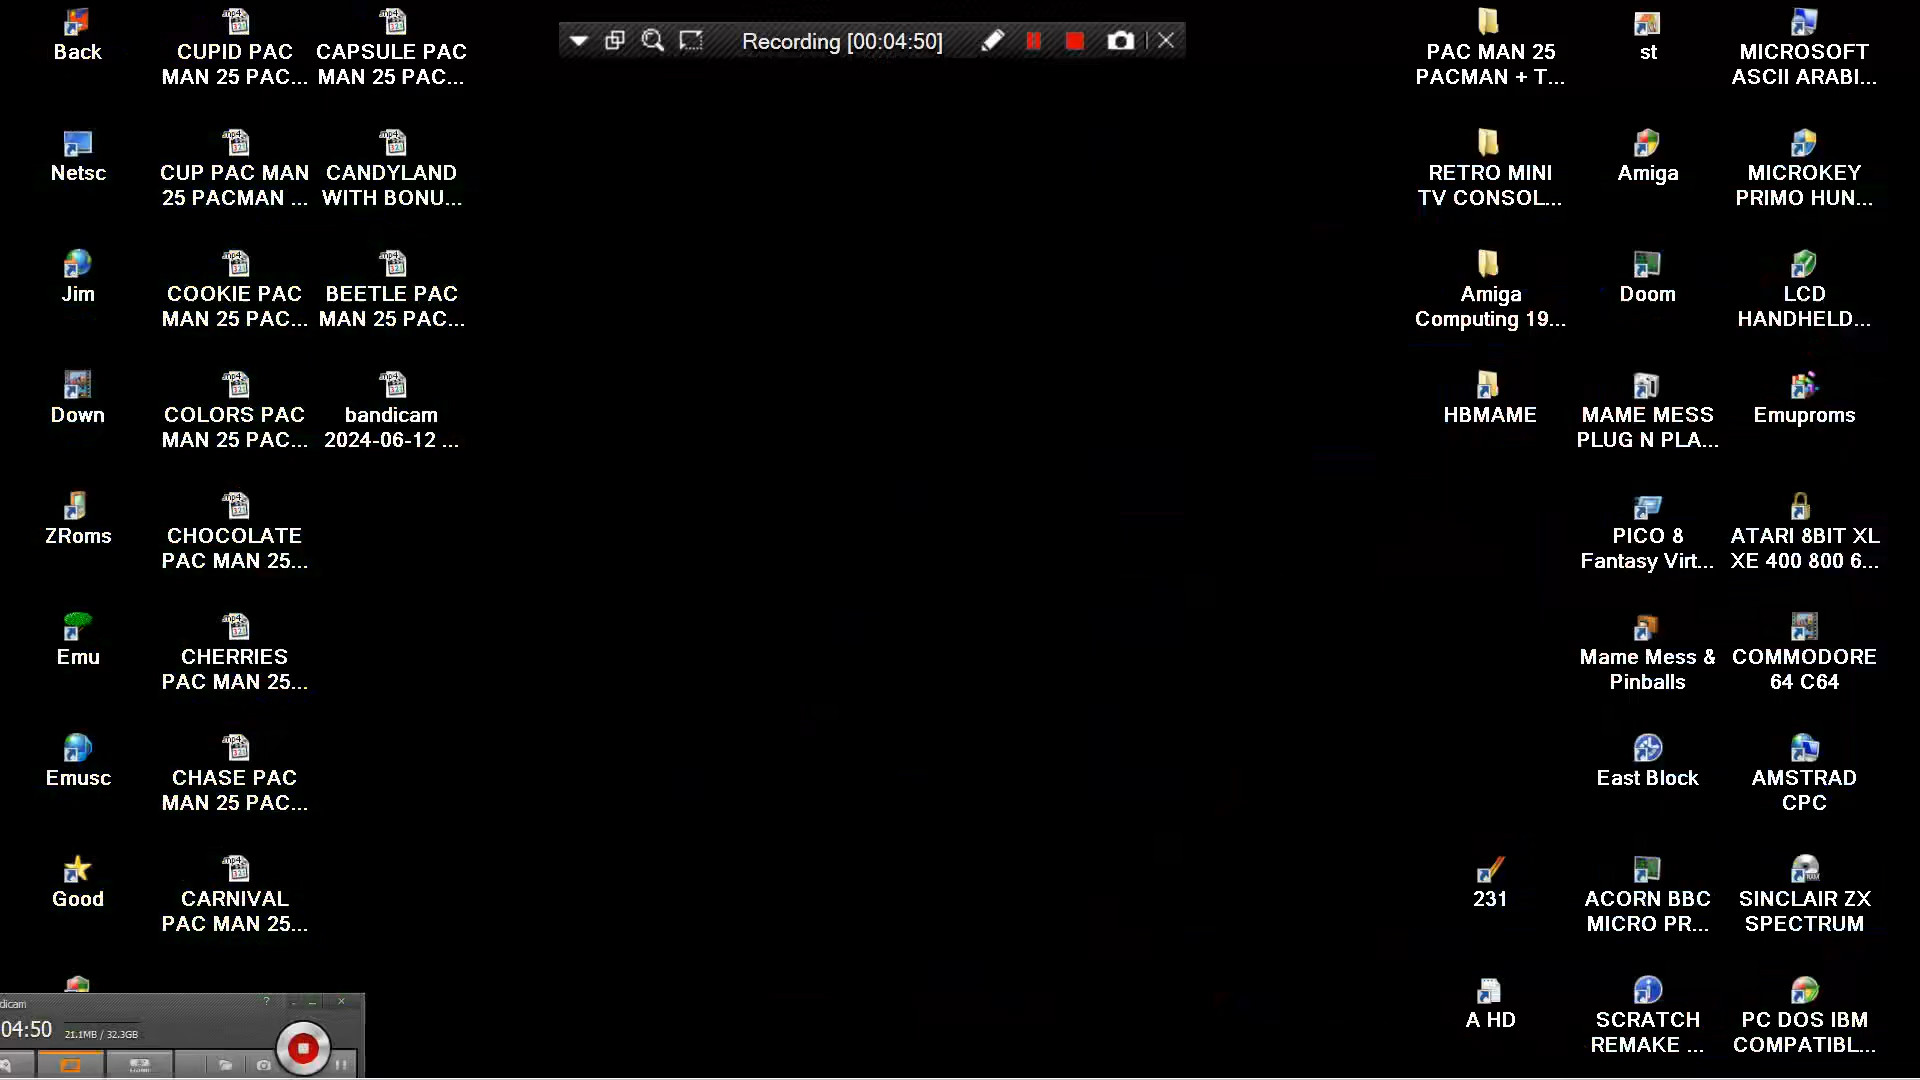 Recording [00:04:50]
Back
CUPID PAC
MAN 25 PAC...
CAPSULE PAC
MAN 25 PAC...
PAC MAN 25
PACMAN + T...
st
MICROSOFT
ASCII ARABI...
Netsc
CUP PAC MAN
25 PACMAN ...
CANDYLAND
WITH BONU...
RETRO MINI
TV CONSOL...
Amiga
MICROKEY
PRIMO HUN...
Jim
COOKIE PAC
MAN 25 PAC...
BEETLE PAC
MAN 25 PAC...
Amiga
Computing 19...
Doom
LCD
HANDHELD...
Down
COLORS PAC
MAN 25 PAC...
bandicam
2024-06-12 ...
HBMAME
MAME MESS
PLUG N PLA...
Emuproms
ZRoms
CHOCOLATE
PAC MAN 25...
PICO 8
Fantasy Virt...
ATARI 8BIT XL
XE 400 800 6...
Emu
CHERRIES
PAC MAN 25...
Mame Mess &
Pinballs
COMMODORE
64 C64
Emusc
CHASE PAC
MAN 25 PAC...
East Block
AMSTRAD
CPC
Good
CARNIVAL
PAC MAN 25...
231
ACORN BBC
MICRO PR...
SINCLAIR ZX
SPECTRUM
A HD
SCRATCH
REMAKE ...
PC DOS IBM
COMPATIBL...
dicam
04:50
21.1MB / 32.3GB